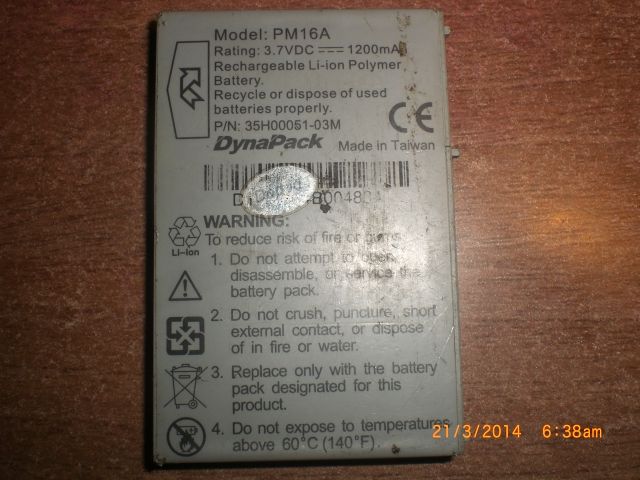 Model: PM16A
Rating: 3.7VDC 1200mA
Rechargeable Li-ion Polymer
Battery.
Recycle or dispose of used
batteries properly.
P/N: 35H00051-03M
CE
DynaPack Made in Taiwan
WARNING:
To reduce risk of fire or
Li-ion
1. Do not attempt to open,
disassemble, or service the
battery pack.
2. Do not crush, puncture, short
external contact, or dispose
of in fire or water.
3. Replace only with the battery
pack designated for this
product.
4. Do not expose to temperatures
above 60°C (140°F).
21/3/2014 6:38am